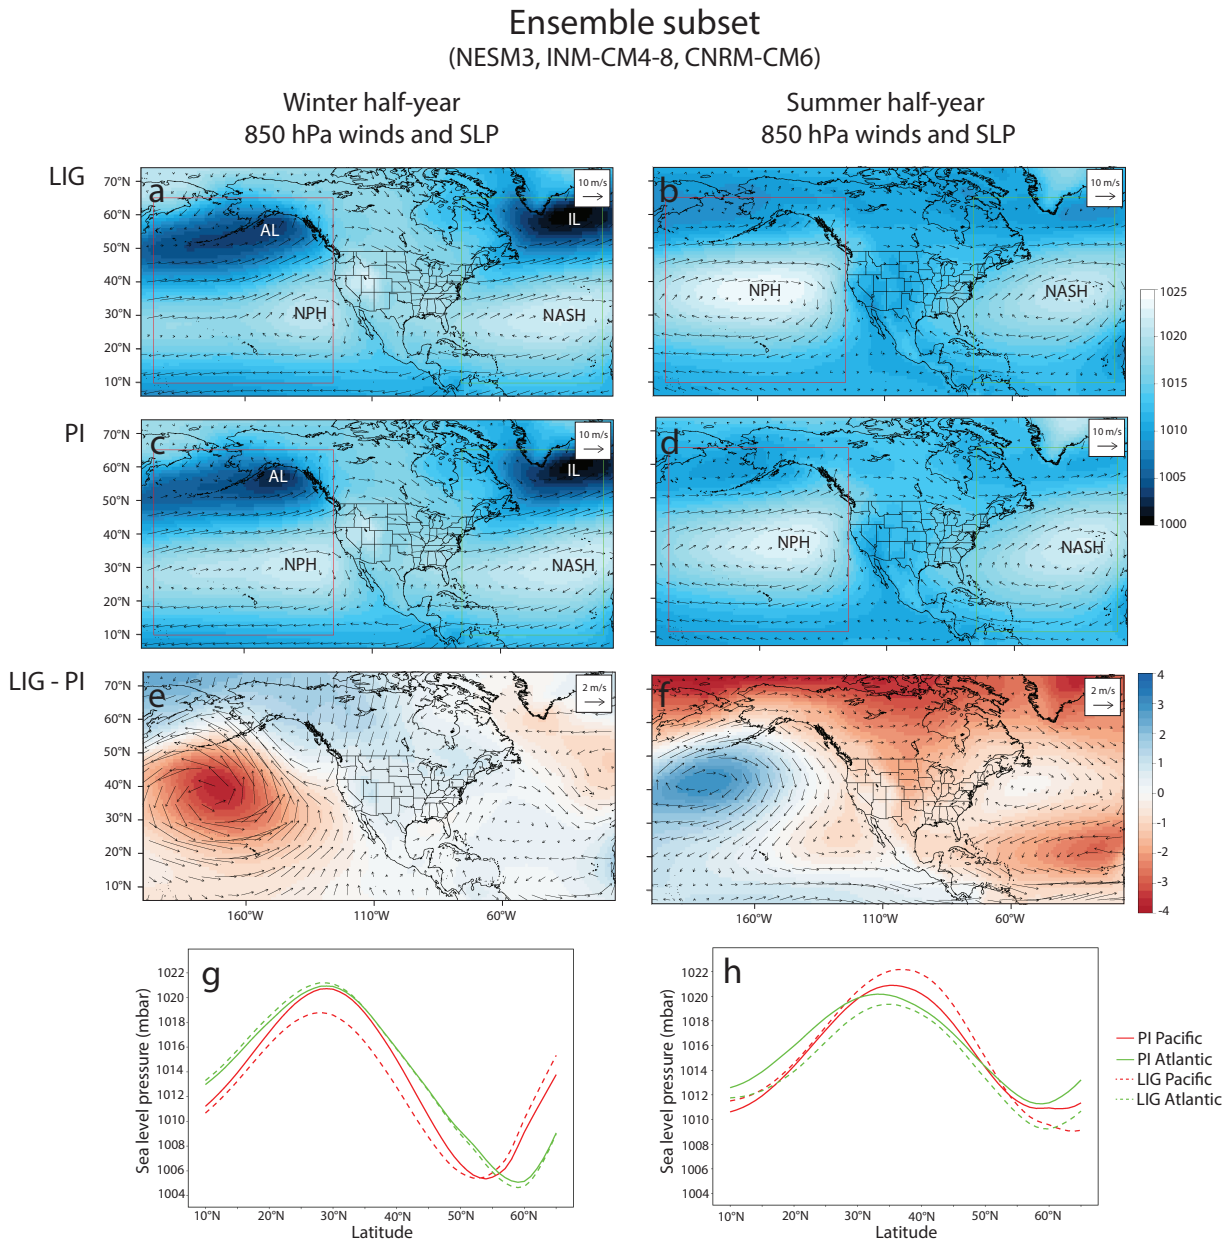 Ensemble subset
(NESM3, INM-CM4-8, CNRM-CM6)
Winter half-year
850 hPa winds and SLP
Summer half-year
850 hPa winds and SLP
LIG
70°N
60°N
50°N
40°N
30°N
20°N
10°N
a
10 m/s
AL
IL
NPH
NASH
b
10 m/s
NPH
NASH
1025
1020
1015
1010
1005
1000
PI
70°N
60°N
50°N
40°N
30°N
20°N
10°N
c
10 m/s
AL
IL
NPH
NASH
d
10 m/s
NPH
NASH
LIG - PI
70°N
60°N
50°N
40°N
30°N
20°N
10°N
e
2 m/s
160°W
110°W
60°W
f
2 m/s
160°W
110°W
60°W
4
3
2
1
0
-1
-2
-3
-4
g
Sea level pressure (mbar)
1022
1020
1018
1016
1014
1012
1010
1008
1006
1004
10°N
20°N
30°N
40°N
50°N
60°N
Latitude
h
Sea level pressure (mbar)
1022
1020
1018
1016
1014
1012
1010
1008
1006
1004
10°N
20°N
30°N
40°N
50°N
60°N
Latitude
PI Pacific
PI Atlantic
LIG Pacific
LIG Atlantic